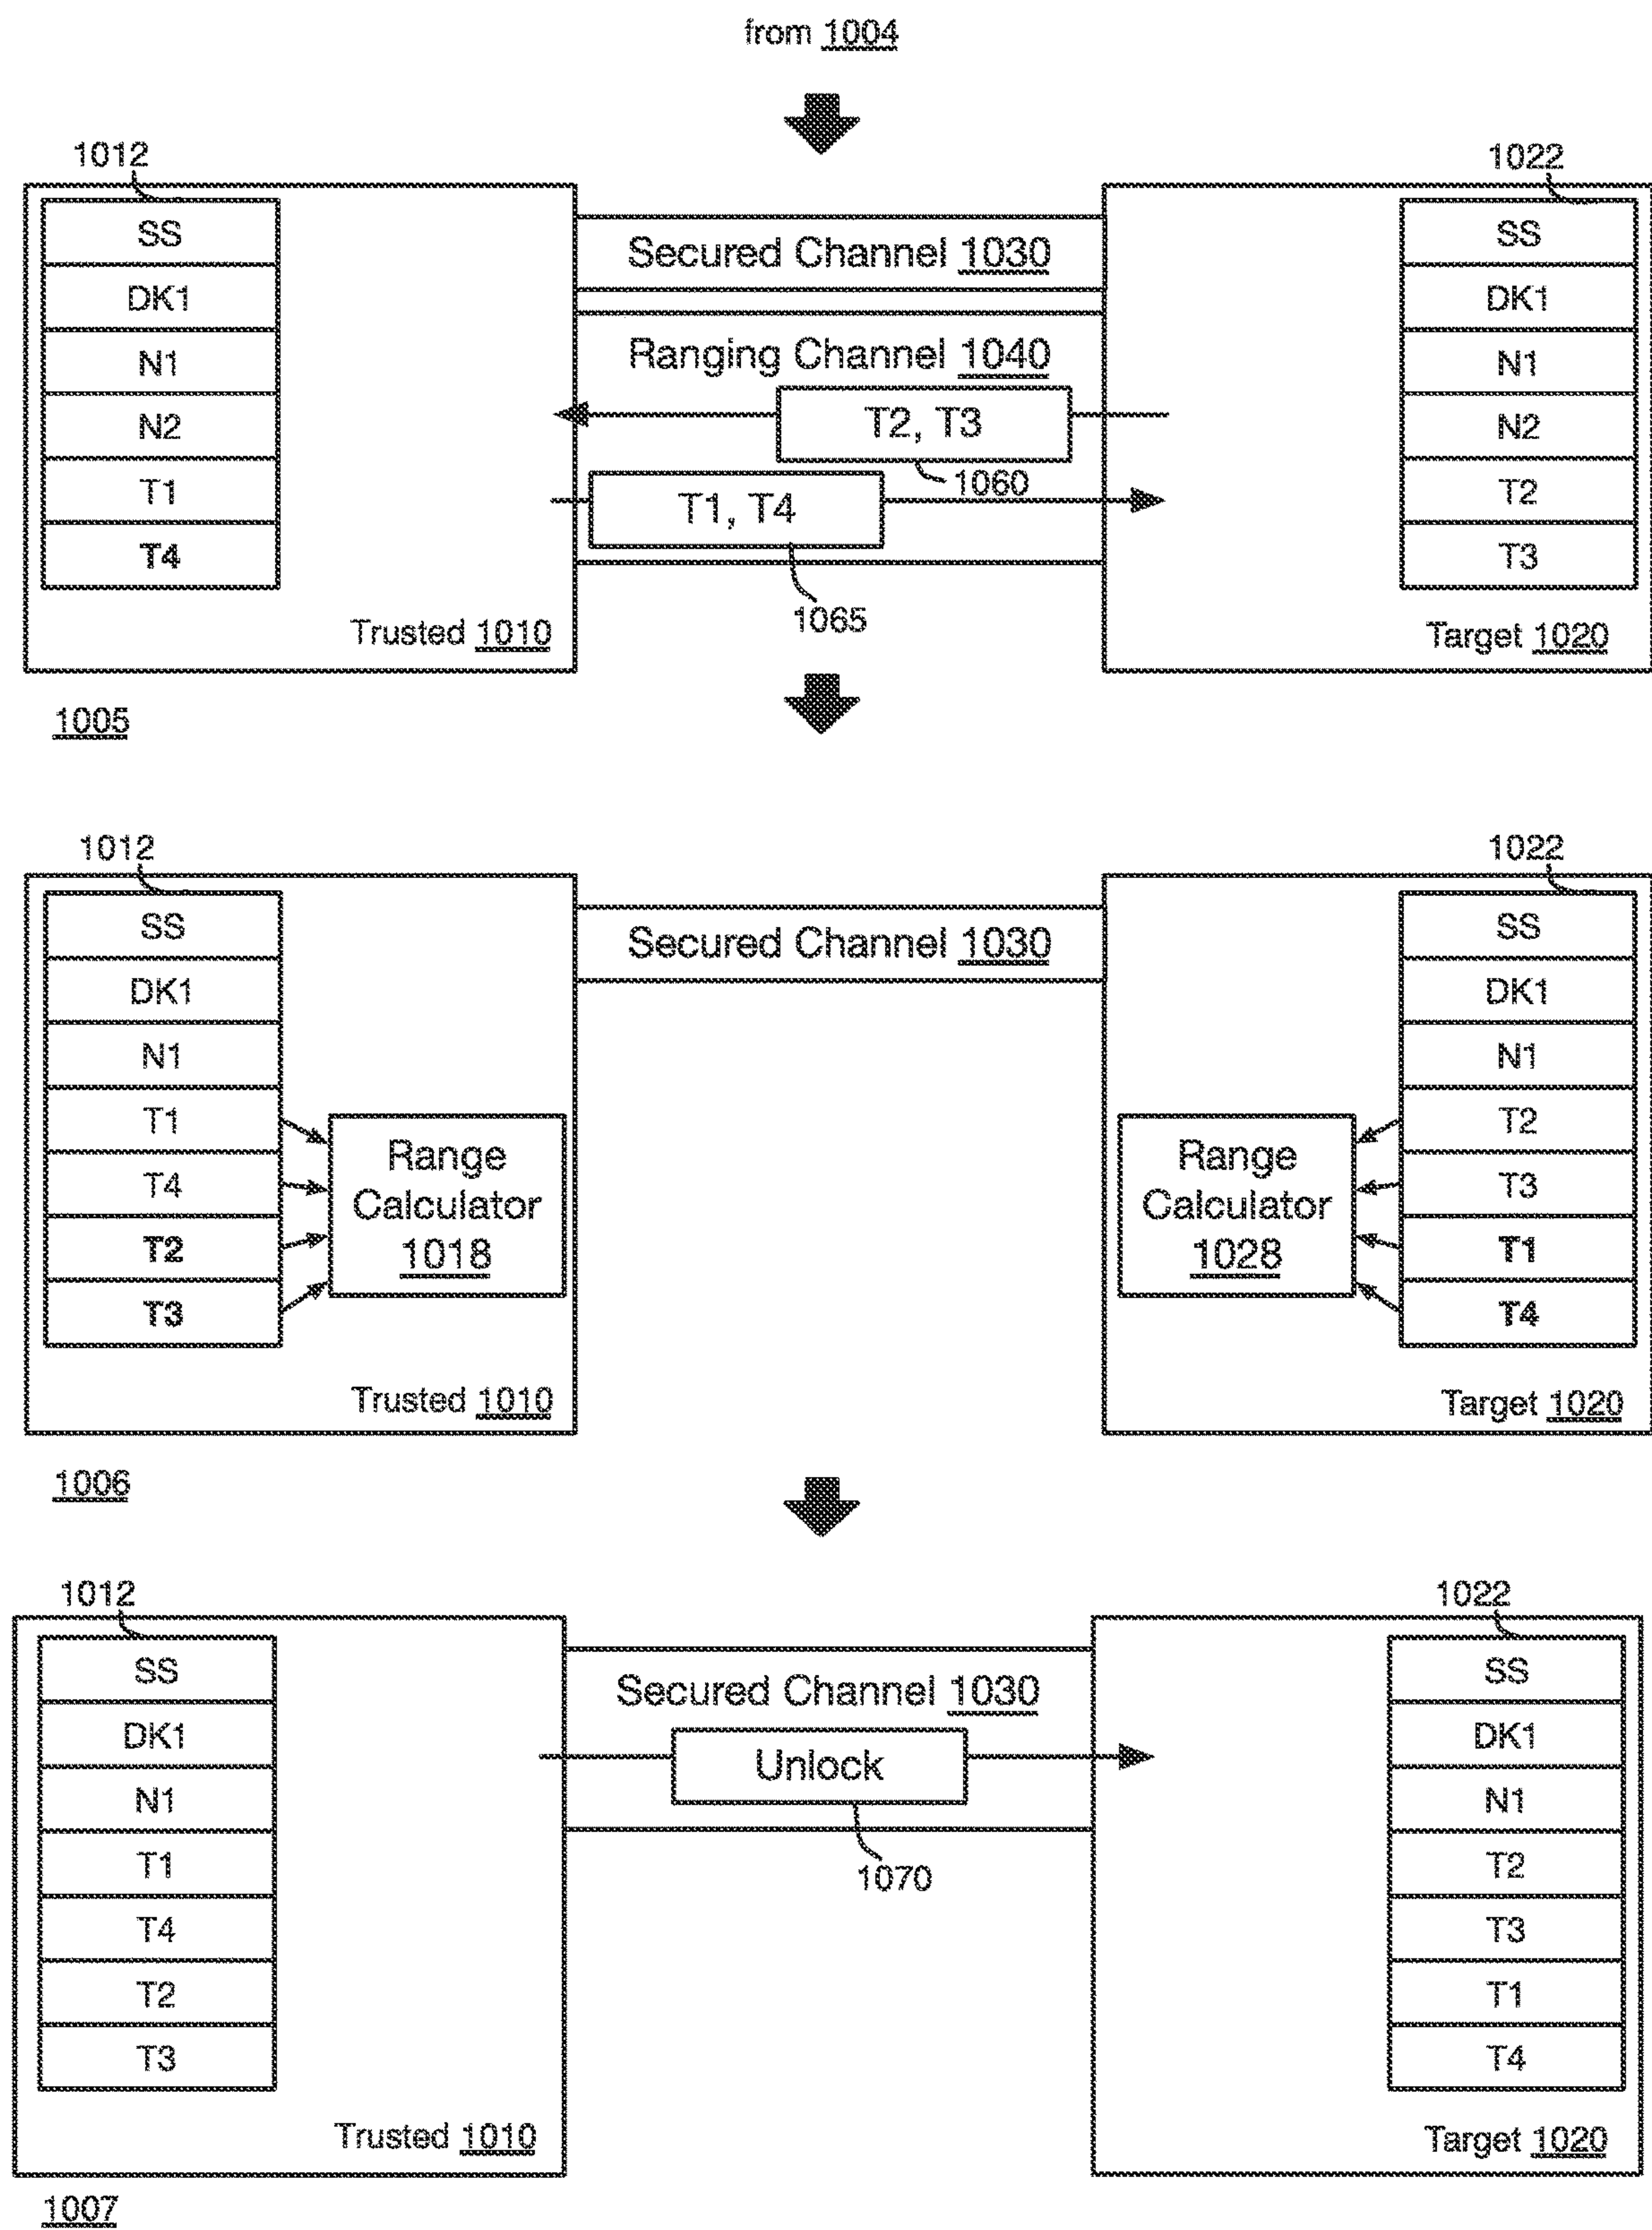 from 1004
1012
1022
SS
DK1
N1
N2
T1
T4
Secured Channel 1030
Ranging Channel 1040
T2, T3
1060
T1, T4
1065
SS
DK1
N1
N2
T2
T3
Trusted 1010
Target 1020
1005
1012
1022
SS
DK1
N1
T1
T4
T2
T3
Range
Calculator
1018
Secured Channel 1030
Range
Calculator
1028
SS
DK1
N1
T2
T3
T1
T4
Trusted 1010
Target 1020
1006
1012
1022
SS
DK1
N1
T1
T4
T2
T3
Secured Channel 1030
Unlock
1070
SS
DK1
N1
T2
T3
T1
T4
Trusted 1010
Target 1020
1007